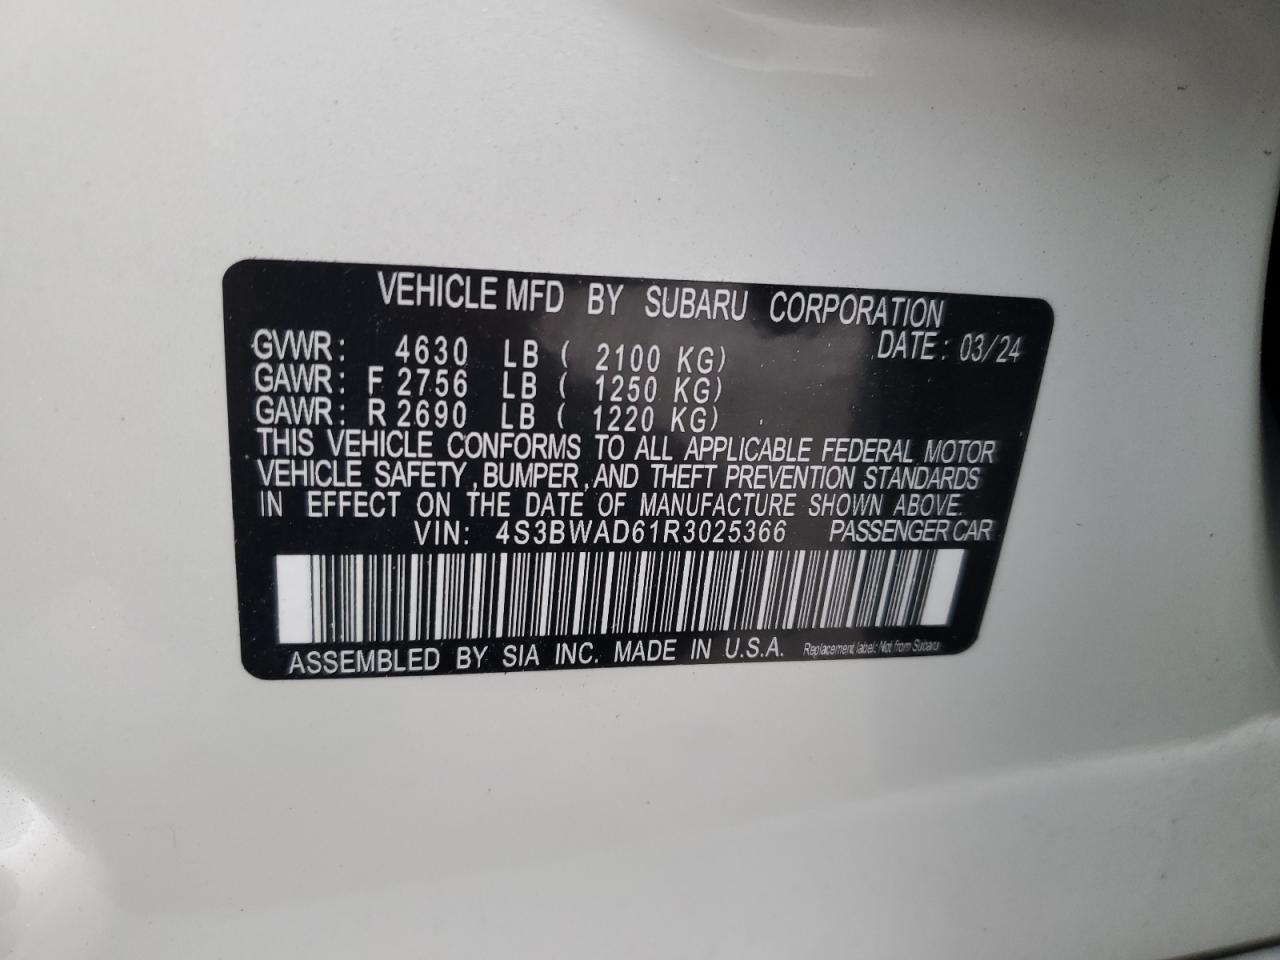 VEHICLE MFD BY SUBARU CORPORATION
GVWR: 4630 LB ( 2100 KG) DATE: 03/24
GAWR: F 2756 LB ( 1250 KG)
GAWR: R 2690 LB ( 1220 KG)
THIS VEHICLE CONFORMS TO ALL APPLICABLE FEDERAL MOTOR
VEHICLE SAFETY, BUMPER, AND THEFT PREVENTION STANDARDS
IN EFFECT ON THE DATE OF MANUFACTURE SHOWN ABOVE.
VIN: 4S3BWAD61R3025366 PASSENGER CAR
ASSEMBLED BY SIA INC. MADE IN U.S.A. Replacement label: Not from Subaru